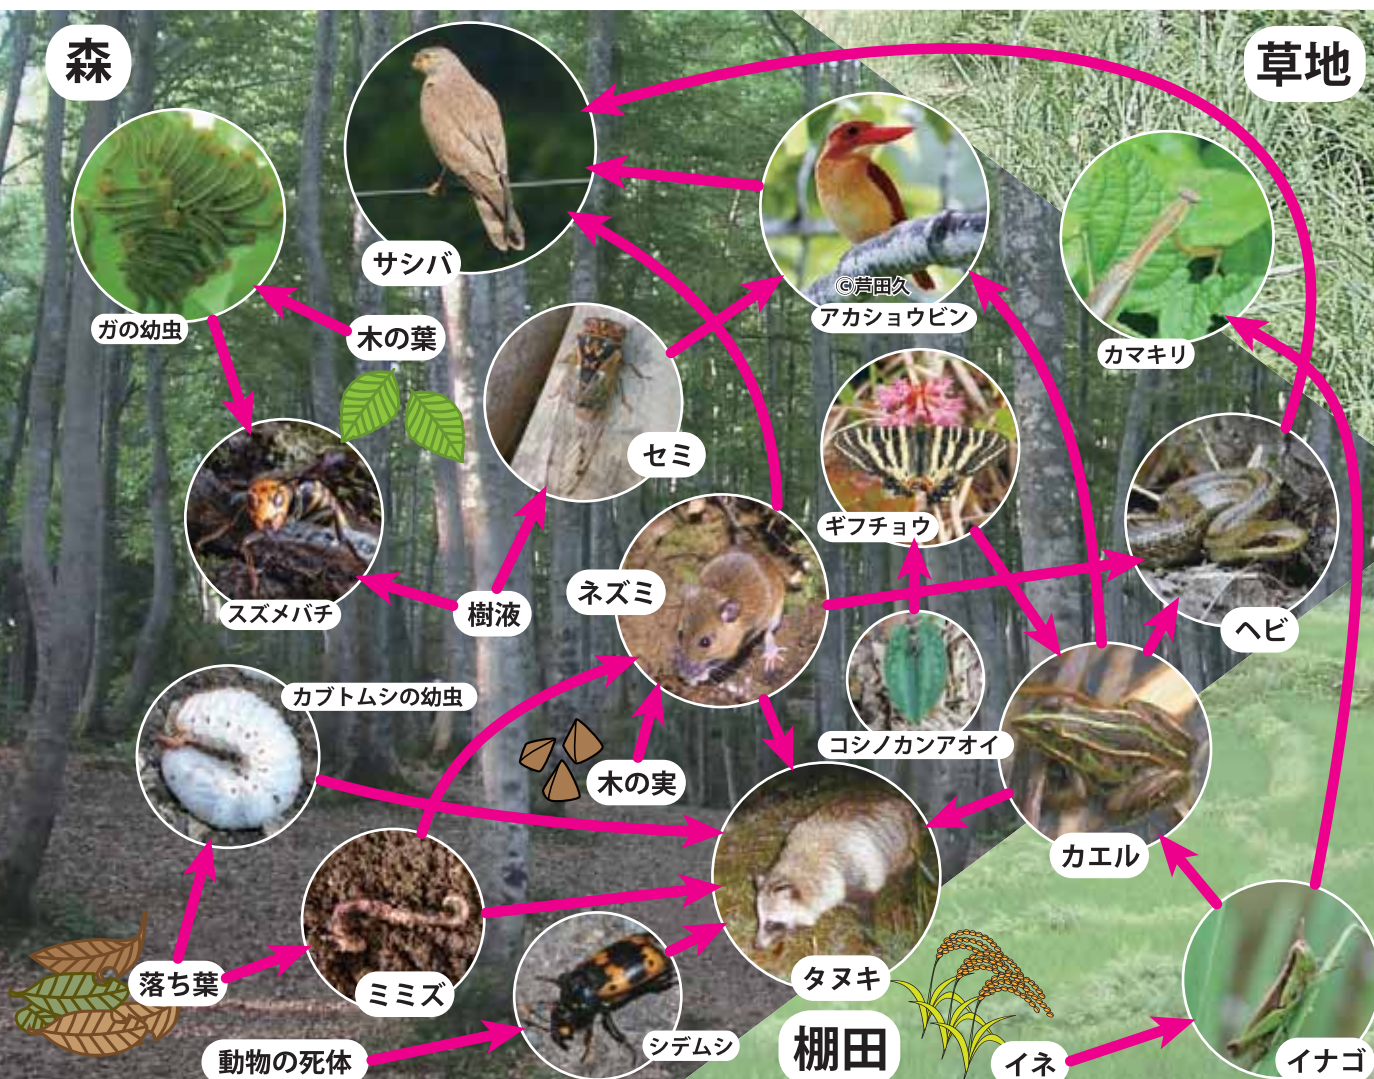 森
草地
サシバ
©芦田久
アカショウビン
ガの幼虫
木の葉
カマキリ
セミ
ギフチョウ
ネズミ
スズメバチ
樹液
ヘビ
カブトムシの幼虫
コシノカンアオイ
木の実
カエル
落ち葉
ミミズ
タヌキ
シデムシ
棚田
動物の死体
イネ
イナゴ